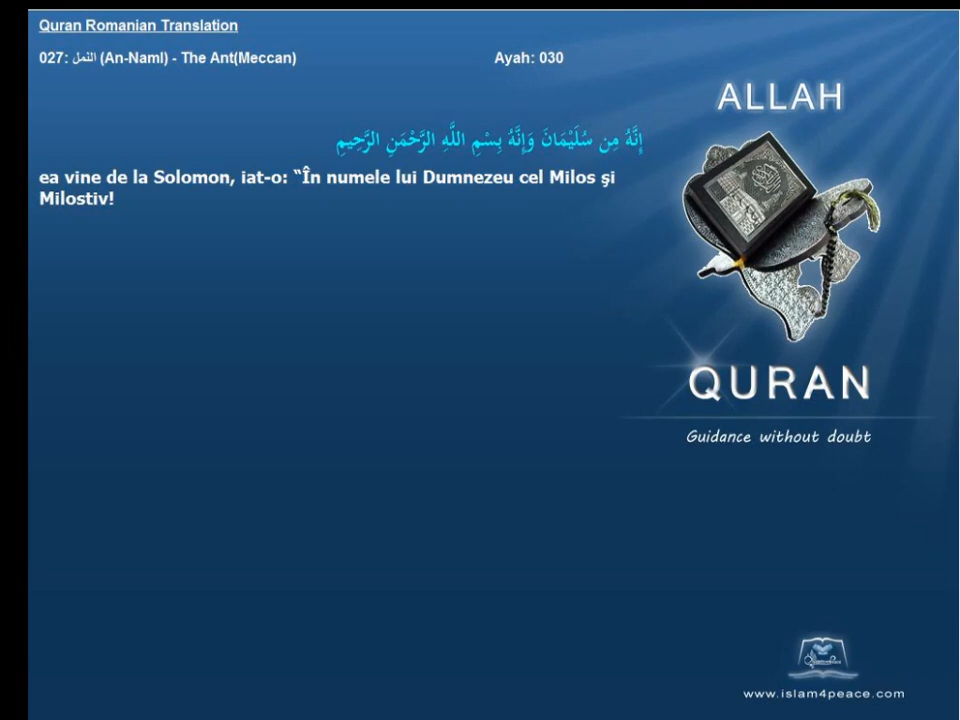 Quran Romanian Translation
027: النمل (An-Naml) - The Ant(Meccan) Ayah: 030
إِنَّهُ مِن سُلَيْمَانَ وَإِنَّهُ بِسْمِ اللَّهِ الرَّحْمَنِ الرَّحِيمِ
ea vine de la Solomon, iat-o: “În numele lui Dumnezeu cel Milos şi
Milostiv!
ALLAH
QURAN
Guidance without doubt
www.islam4peace.com